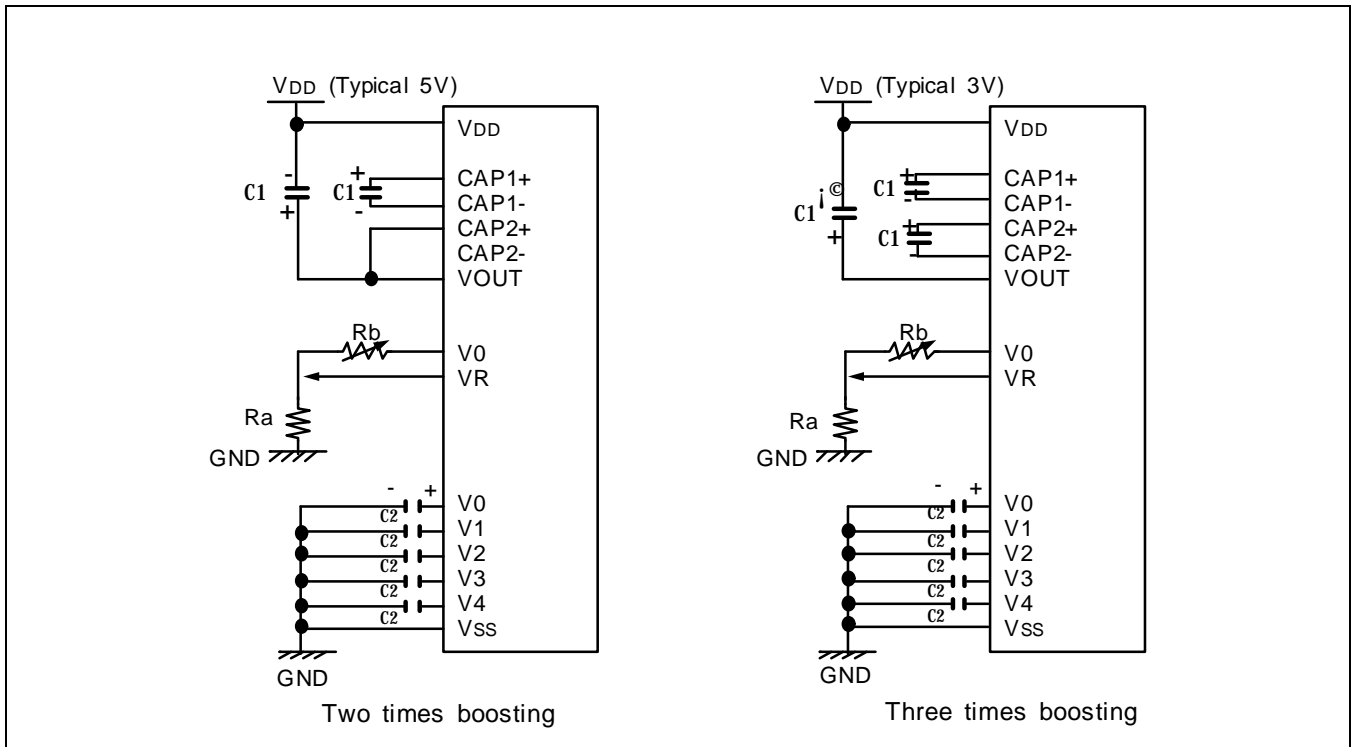 VDD (Typical 5V)
VDD
-
+
C1
+
-
C1
CAP1+
CAP1-
CAP2+
CAP2-
VOUT
Rb
V0
VR
Ra
GND
- +
V0
C2
V1
C2
V2
C2
V3
C2
V4
C2
VSS
GND
Two times boosting
VDD (Typical 3V)
VDD
C1
¡©
+
C1
+
-
C1
+
-
CAP1+
CAP1-
CAP2+
CAP2-
VOUT
Rb
V0
VR
Ra
GND
- +
V0
C2
V1
C2
V2
C2
V3
C2
V4
C2
VSS
GND
Three times boosting